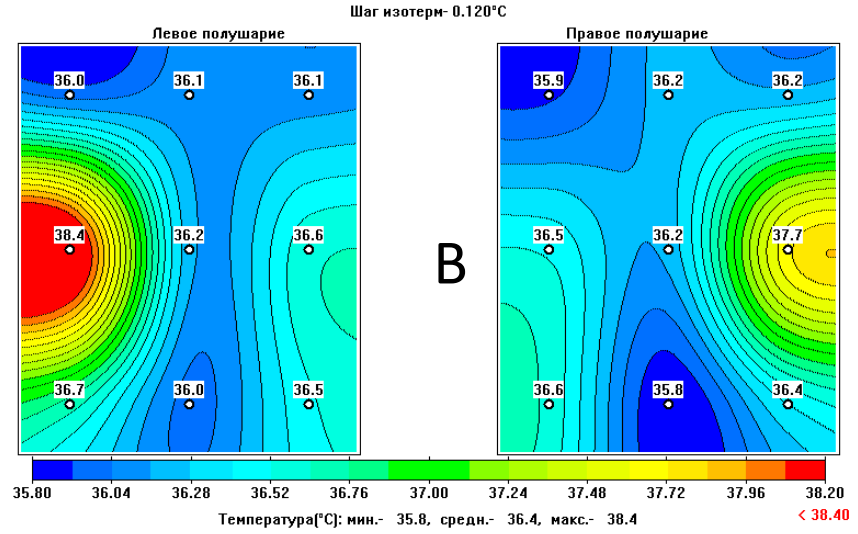 Шаг изотерм- 0.120°C
Левое полушарие
Правое полушарие
36.0 36.1 36.1
35.9 36.2 36.2
38.4 36.2 36.6
В
36.5 36.2 37.7
36.7 36.0 36.5
36.6 35.8 36.4
35.80 36.04 36.28 36.52 36.76 37.00 37.24 37.48 37.72 37.96 38.20
Температура(°C): мин.- 35.8, средн.- 36.4, макс.- 38.4
< 38.40